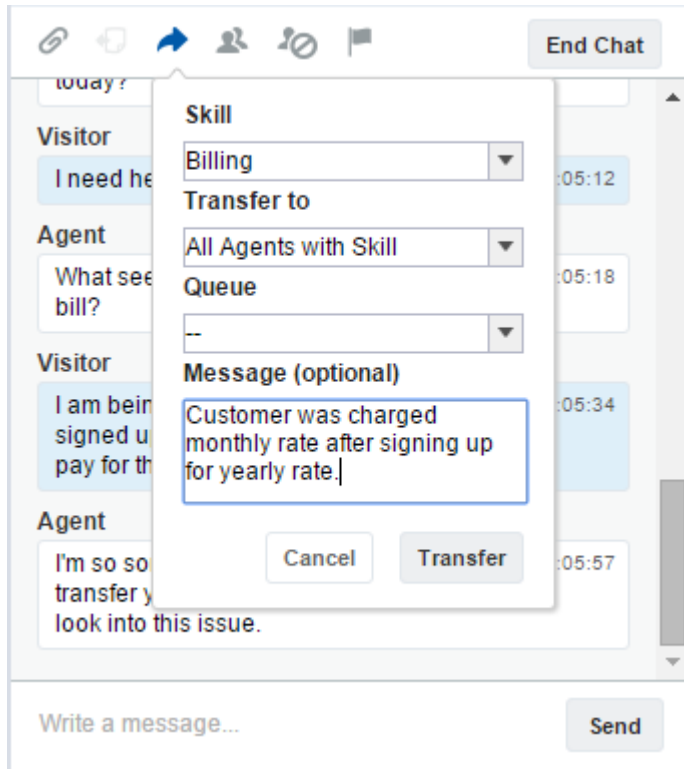 End Chat
today?
Skill
Visitor
Billing
I need he
:05:12
Transfer to
Agent
All Agents with Skill
What see
:05:18
bill?
Queue
--
Visitor
Message (optional)
I am bein
:05:34
signed u
pay for th
Customer was charged
monthly rate after signing up
for yearly rate.
Agent
I'm so so
:05:57
Cancel
Transfer
transfer y
look into this issue.
Write a message...
Send